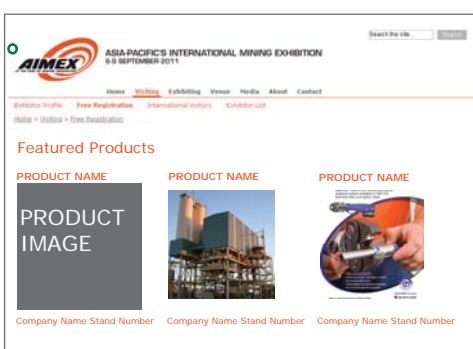 Search the site... Search
AIMEX
ASIA-PACIFIC'S INTERNATIONAL MINING EXHIBITION
6-9 SEPTEMBER 2011
Home Visiting Exhibiting Venue Media About Contact
Exhibitor Profile Free Registration International Visitors Exhibitor List
Home > Visiting > Free Registration
Featured Products
PRODUCT NAME PRODUCT NAME PRODUCT NAME
PRODUCT
IMAGE
Company Name Stand Number Company Name Stand Number Company Name Stand Number